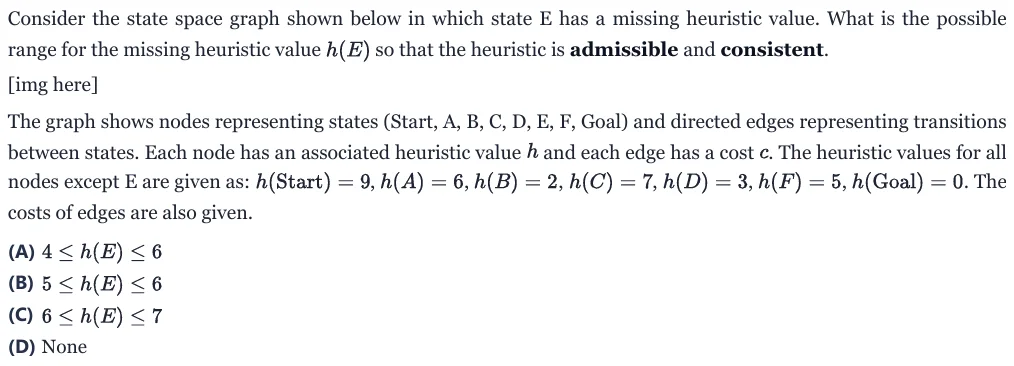 Consider the state space graph shown below in which state E has a missing heuristic value. What is the possible
range for the missing heuristic value h(E) so that the heuristic is admissible and consistent.
[img here]
The graph shows nodes representing states (Start, A, B, C, D, E, F, Goal) and directed edges representing transitions
between states. Each node has an associated heuristic value h and each edge has a cost c. The heuristic values for all
nodes except E are given as: h(Start) = 9, h(A) = 6, h(B) = 2, h(C) = 7, h(D) = 3, h(F) = 5, h(Goal) = 0. The
costs of edges are also given.
(A) 4 ≤ h(E) ≤ 6
(B) 5 ≤ h(E) ≤ 6
(C) 6 ≤ h(E) ≤ 7
(D) None